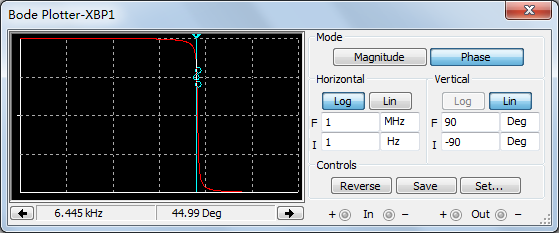 Bode Plotter-XBP1
Mode
Magnitude Phase
Horizontal Vertical
Log Lin Log Lin
F 1 MHz F 90 Deg
I 1 Hz I -90 Deg
Controls
Reverse Save Set...
6.445 kHz 44.99 Deg
+ In − + Out −